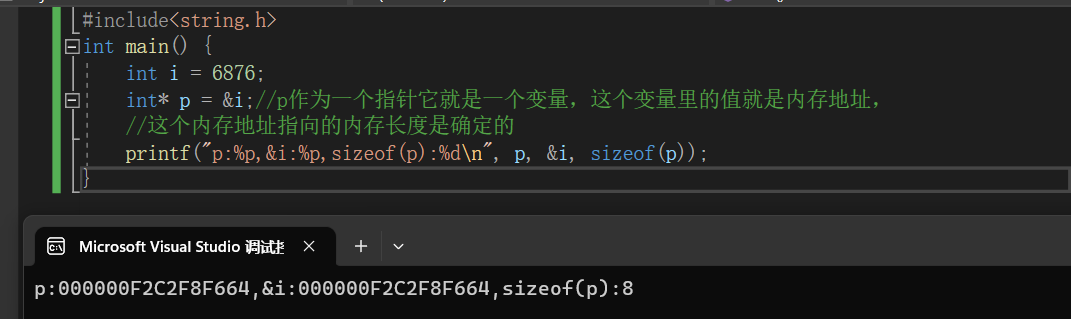 #include<string.h>
int main() {
int i = 6876;
int* p = &i;//p作为一个指针它就是一个变量，这个变量里的值就是内存地址，
//这个内存地址指向的内存长度是确定的
printf("p:%p,&i:%p,sizeof(p):%d\n", p, &i, sizeof(p));
}
Microsoft Visual Studio 调试
p:000000F2C2F8F664,&i:000000F2C2F8F664,sizeof(p):8